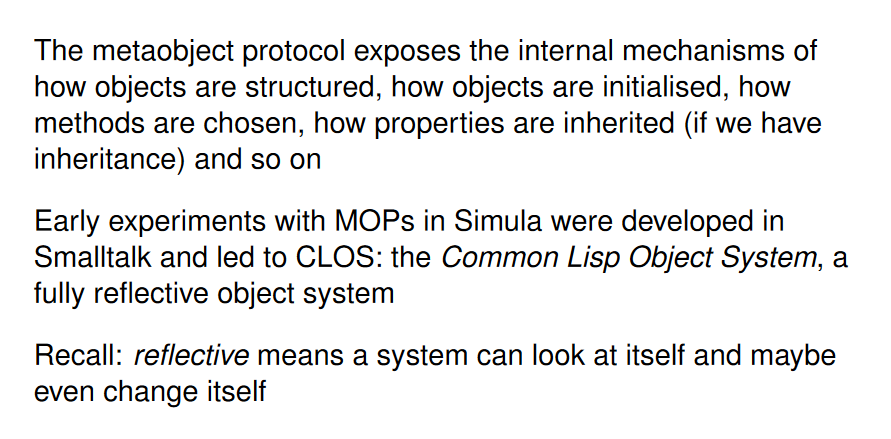 The metaobject protocol exposes the internal mechanisms of
how objects are structured, how objects are initialised, how
methods are chosen, how properties are inherited (if we have
inheritance) and so on
Early experiments with MOPs in Simula were developed in
Smalltalk and led to CLOS: the Common Lisp Object System, a
fully reflective object system
Recall: reflective means a system can look at itself and maybe
even change itself